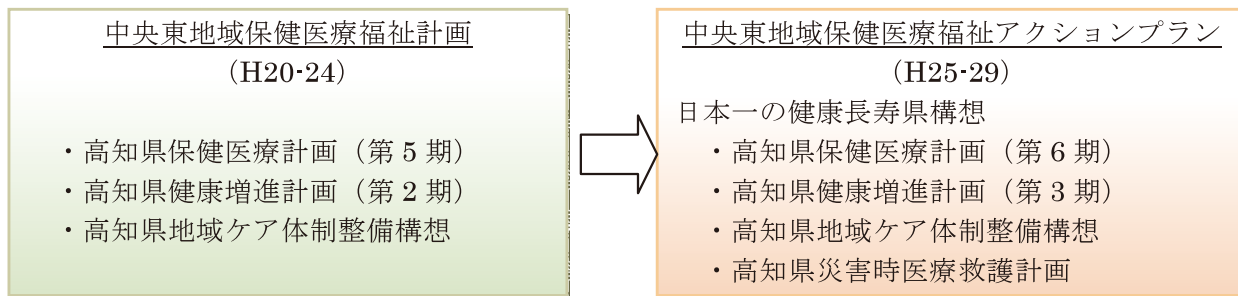 中央東地域保健医療福祉計画
（H20-24）
・高知県保健医療計画（第 5 期）
・高知県健康増進計画（第 2 期）
・高知県地域ケア体制整備構想
中央東地域保健医療福祉アクションプラン
（H25-29）
日本一の健康長寿県構想
・高知県保健医療計画（第 6 期）
・高知県健康増進計画（第 3 期）
・高知県地域ケア体制整備構想
・高知県災害時医療救護計画